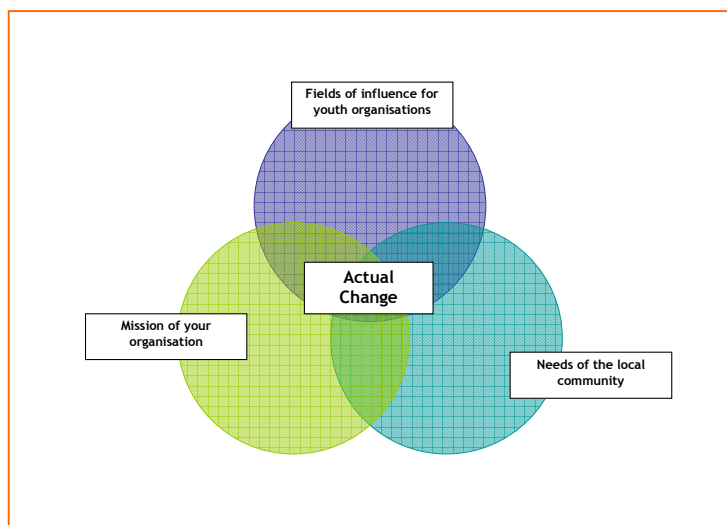 Fields of influence for
youth organisations
Actual
Change
Mission of your
organisation
Needs of the local
community